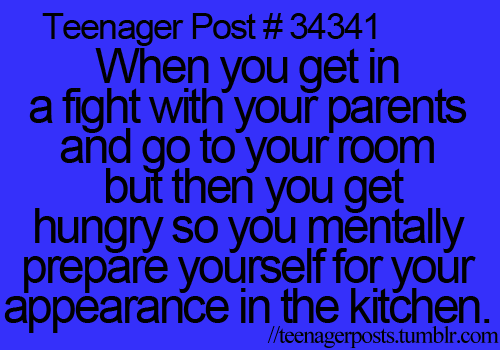 Teenager Post # 34341
When you get in
a fight with your parents
and go to your room
but then you get
hungry so you mentally
prepare yourself for your
appearance in the kitchen.
//teenagerposts.tumblr.com